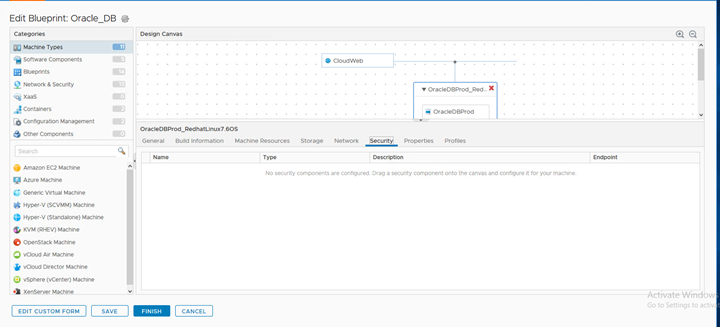 Edit Blueprint: Oracle_DB
Categories
Machine Types
Software Components
Blueprints
Network & Security
XaaS
Containers
Configuration Management
Other Components
Search
Amazon EC2 Machine
Azure Machine
Generic Virtual Machine
Hyper-V (SCVMM) Machine
Hyper-V (Standalone) Machine
KVM (RHEV) Machine
OpenStack Machine
vCloud Air Machine
vCloud Director Machine
vSphere (vCenter) Machine
XenServer Machine
Design Canvas
CloudWeb
OracleDBProd_Red...
OracleDBProd
OracleDBProd_RedhatLinux7.6OS
General Build Information Machine Resources Storage Network Security Properties Profiles
Name Type Description Endpoint
No security components are configured. Drag a security component onto the canvas and configure it for your machine.
Activate Windows
Go to Settings to activa
EDIT CUSTOM FORM SAVE FINISH CANCEL